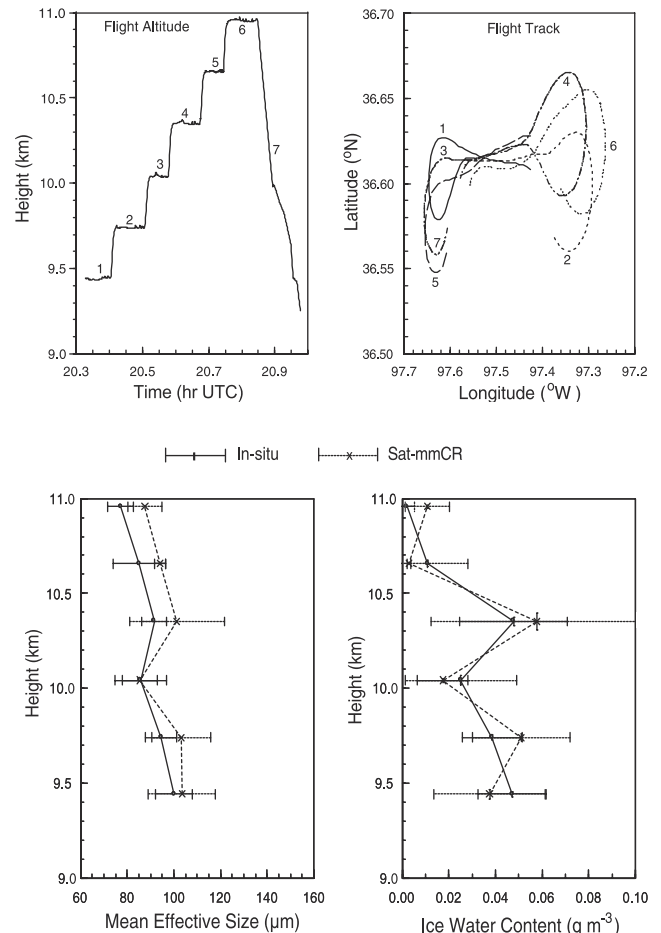 Flight Altitude
11.0
10.5
10.0
9.5
9.0
Height (km)
1
2
3
4
5
6
7
20.3 20.5 20.7 20.9
Time (hr UTC)
Flight Track
36.70
36.65
36.60
36.55
36.50
Latitude (°N)
1
3
7
5
4
6
2
97.7 97.6 97.5 97.4 97.3 97.2
Longitude (°W)
In-situ Sat-mmCR
11.0
10.5
10.0
9.5
9.0
Height (km)
60 80 100 120 140 160
Mean Effective Size (µm)
11.0
10.5
10.0
9.5
9.0
Height (km)
0.00 0.02 0.04 0.06 0.08 0.10
Ice Water Content (g m-3)